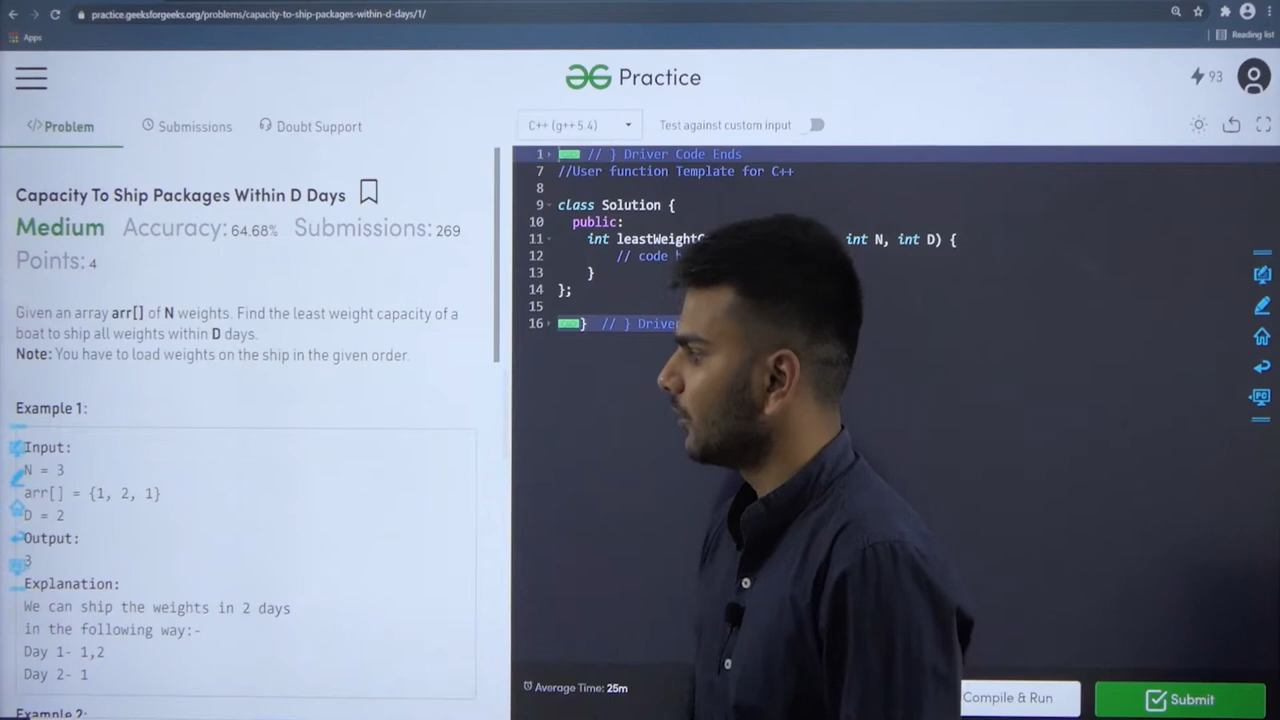 practice.geeksforgeeks.org/problems/capacity-to-ship-packages-within-d-days/1/
Apps
Reading list
Practice
93
</> Problem
Submissions
Doubt Support
C++ (g++ 5.4)
Test against custom input
Capacity To Ship Packages Within D Days
Medium Accuracy: 64.68% Submissions: 269
Points: 4
Given an array arr[] of N weights. Find the least weight capacity of a
boat to ship all weights within D days.
Note: You have to load weights on the ship in the given order.
Example 1:
Input:
N = 3
arr[] = {1, 2, 1}
D = 2
Output:
3
Explanation:
We can ship the weights in 2 days
in the following way:-
Day 1- 1,2
Day 2- 1
Example 2:
1 // } Driver Code Ends
7 //User function Template for C++
8
9 class Solution {
10 public:
11 int leastWeight int N, int D) {
12 // code
13 }
14 };
15
16 } // } Driver
Average Time: 25m
Compile & Run
Submit
PC